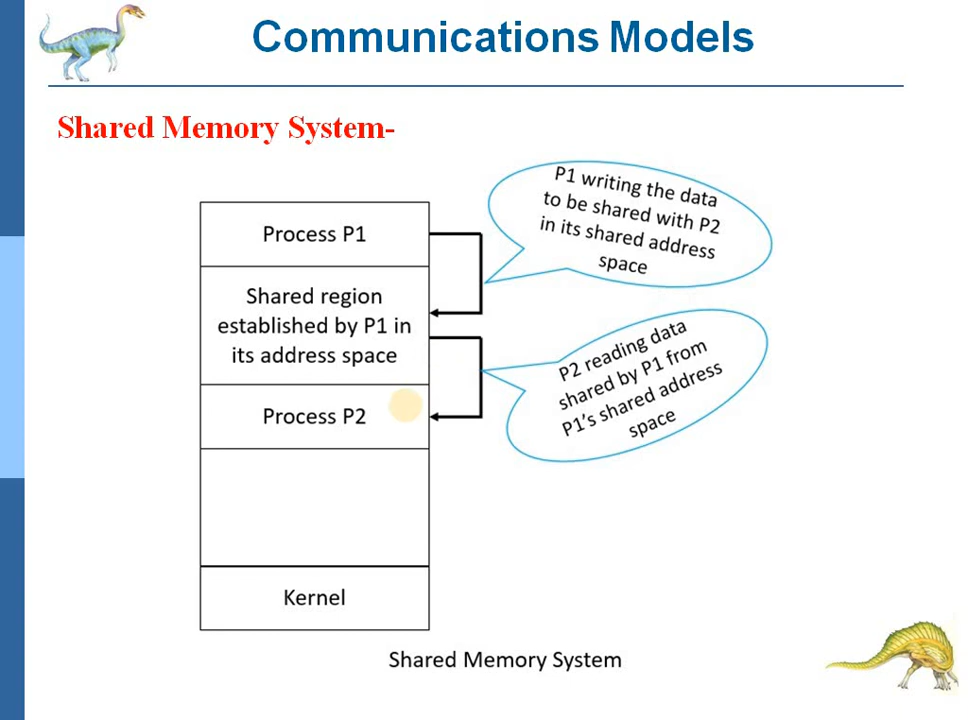 Communications Models
Shared Memory System-
Process P1
Shared region
established by P1 in
its address space
Process P2
Kernel
P1 writing the data
to be shared with P2
in its shared address
space
P2 reading data
shared by P1 from
P1's shared address
space
Shared Memory System